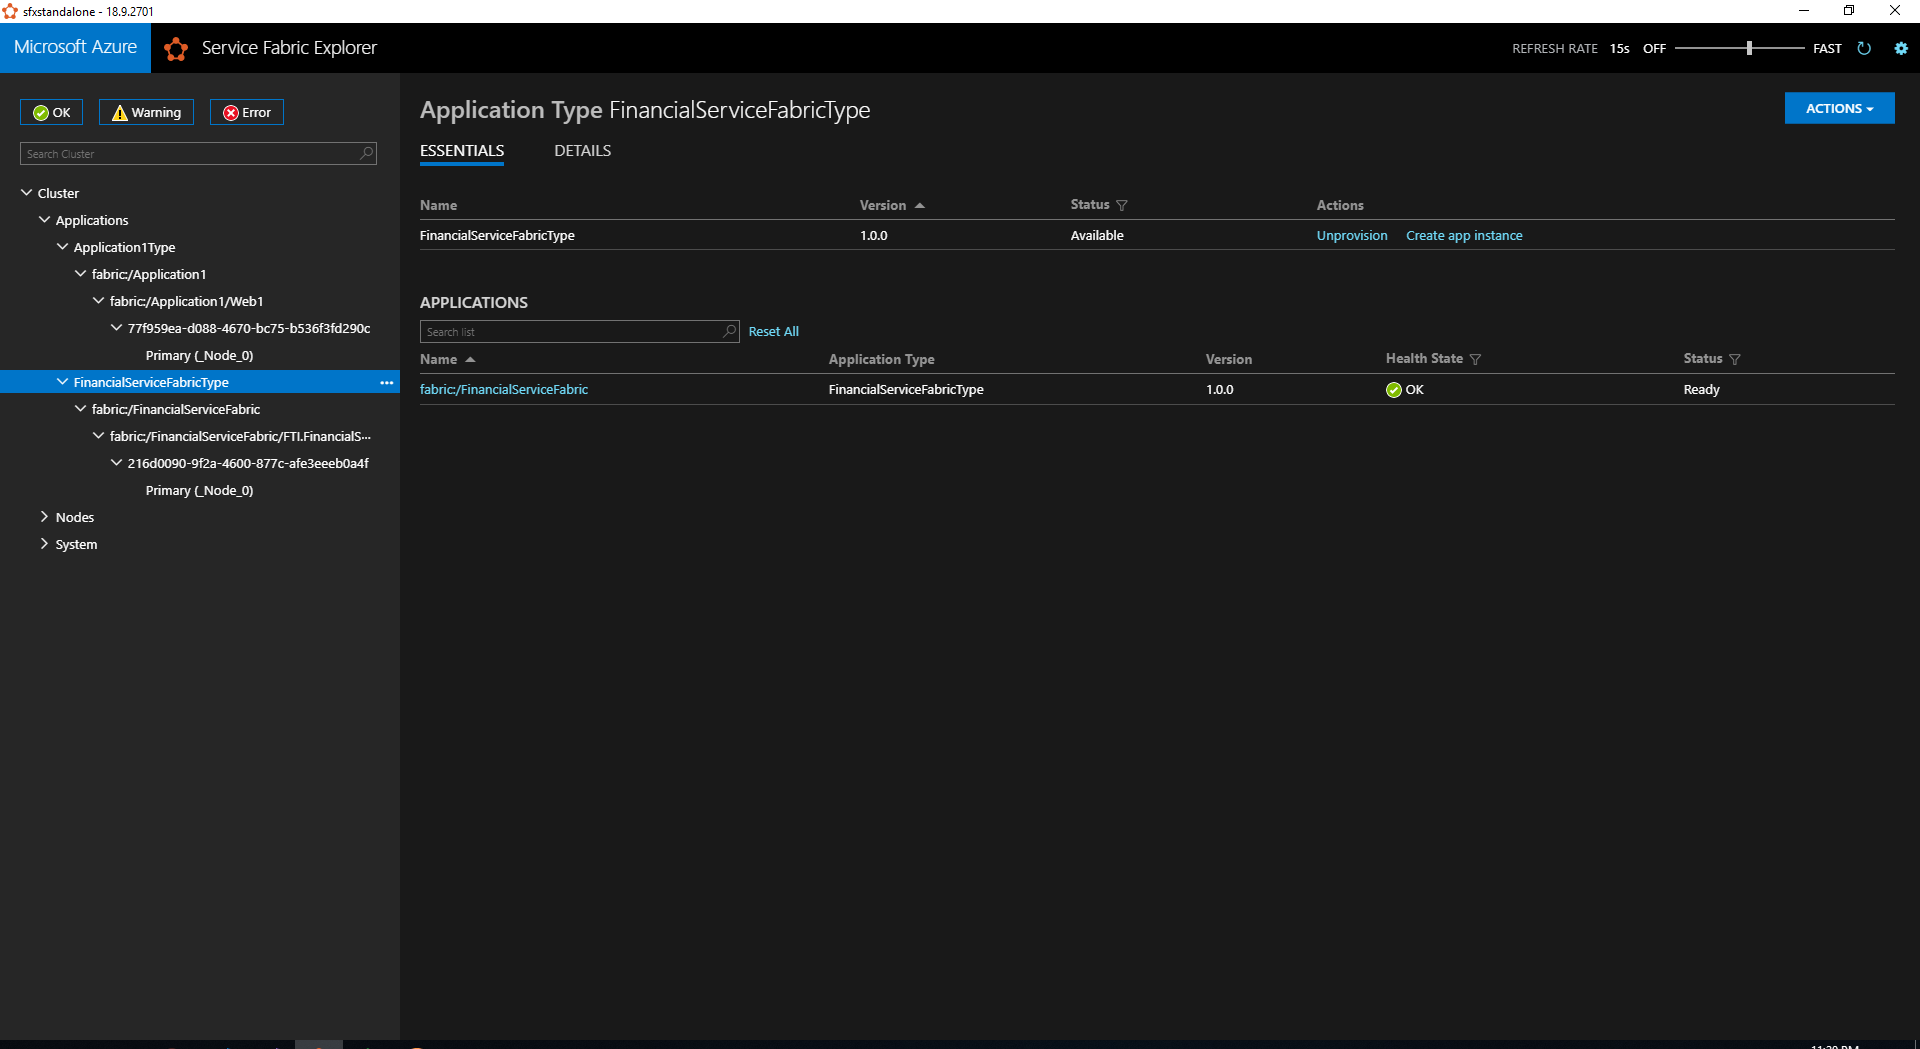 sfxstandalone - 18.9.2701
Microsoft Azure
Service Fabric Explorer
REFRESH RATE 15s OFF FAST
OK Warning Error
Search Cluster
Cluster
Applications
Application1Type
fabric:/Application1
fabric:/Application1/Web1
77f959ea-d088-4670-bc75-b536f3fd290c
Primary (_Node_0)
FinancialServiceFabricType
fabric:/FinancialServiceFabric
fabric:/FinancialServiceFabric/FTI.FinancialS...
216d0090-9f2a-4600-877c-afe3eeeb0a4f
Primary (_Node_0)
Nodes
System
Application Type FinancialServiceFabricType
ACTIONS
ESSENTIALS DETAILS
Name Version Status Actions
FinancialServiceFabricType 1.0.0 Available Unprovision Create app instance
APPLICATIONS
Search list Reset All
Name Application Type Version Health State Status
fabric:/FinancialServiceFabric FinancialServiceFabricType 1.0.0 OK Ready